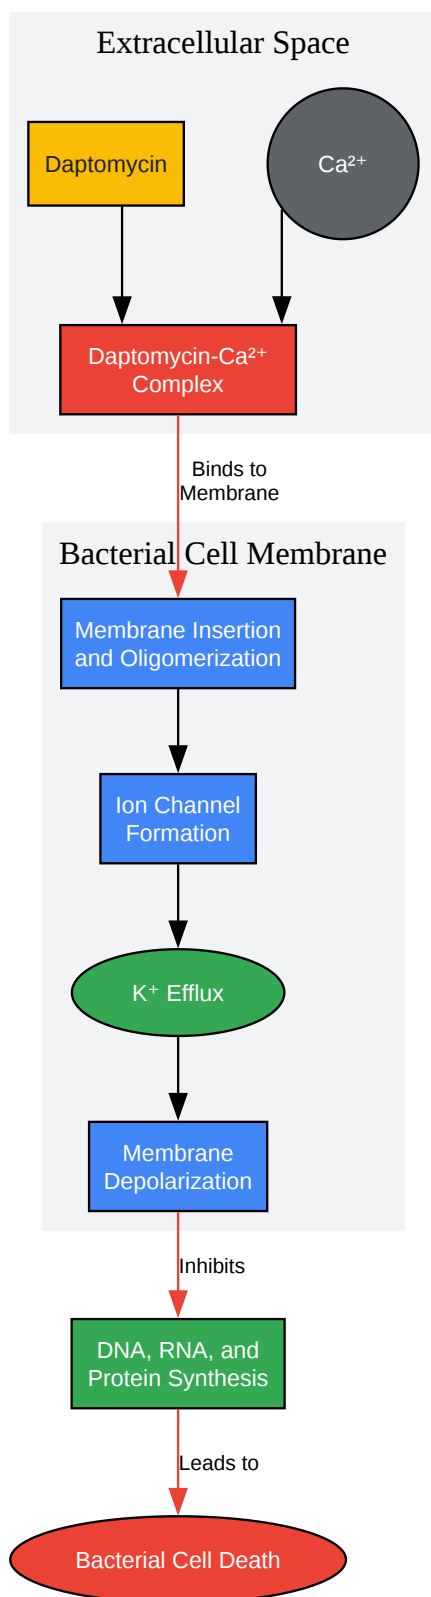 Extracellular Space
Daptomycin
Ca²⁺
Daptomycin-Ca²⁺
Complex
Binds to
Membrane
Bacterial Cell Membrane
Membrane Insertion
and Oligomerization
Ion Channel
Formation
K⁺ Efflux
Membrane
Depolarization
Inhibits
DNA, RNA, and
Protein Synthesis
Leads to
Bacterial Cell Death